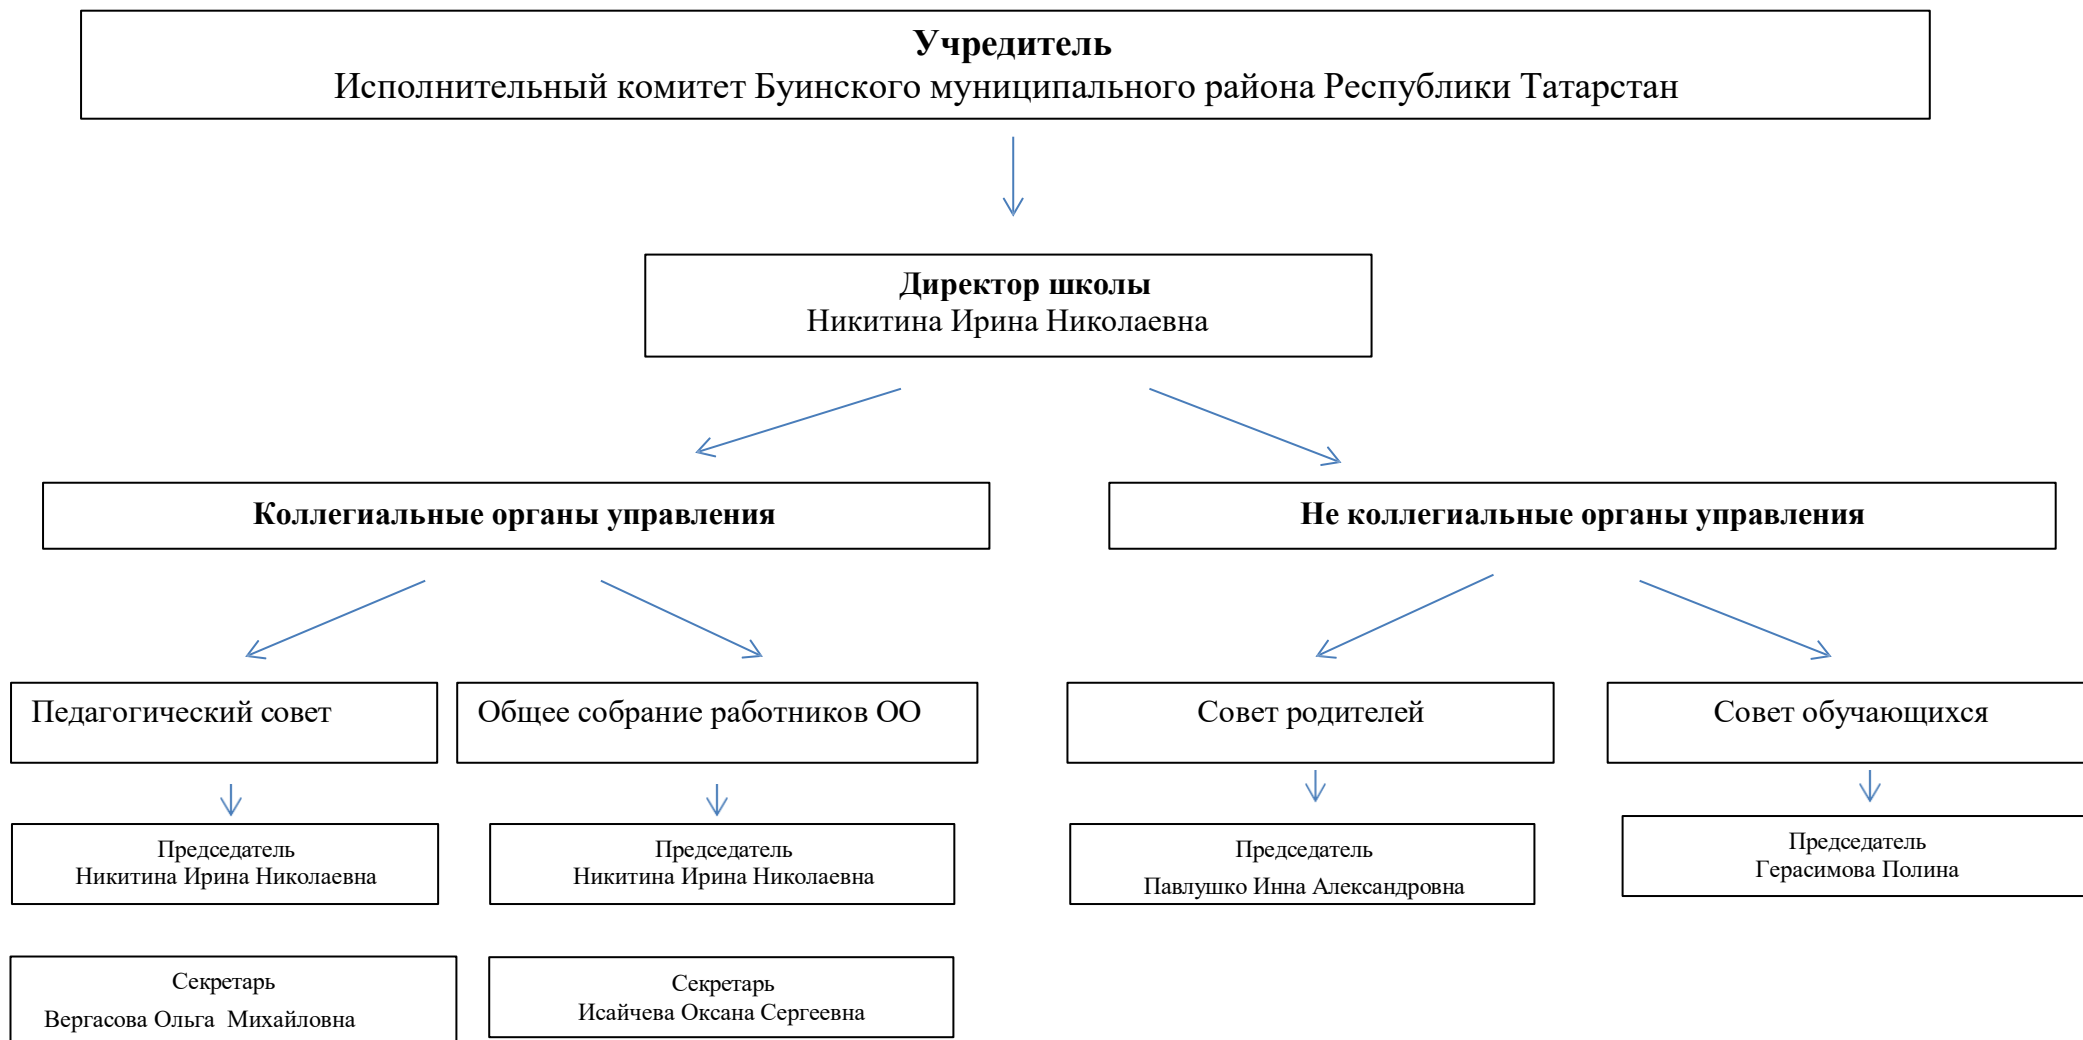 Учредитель
Исполнительный комитет Буинского муниципального района Республики Татарстан
Директор школы
Никитина Ирина Николаевна
Коллегиальные органы управления
Не коллегиальные органы управления
Педагогический совет
Общее собрание работников ОО
Совет родителей
Совет обучающихся
Председатель
Никитина Ирина Николаевна
Председатель
Никитина Ирина Николаевна
Председатель
Павлушко Инна Александровна
Председатель
Герасимова Полина
Секретарь
Вергасова Ольга  Михайловна
Секретарь
Исайчева Оксана Сергеевна